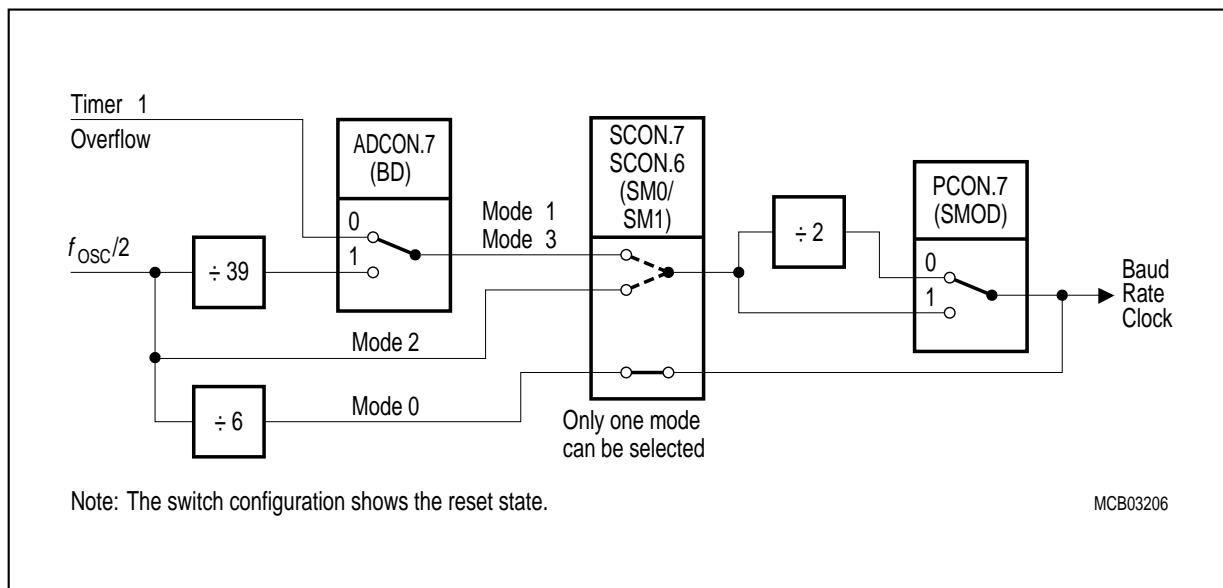 Timer 1
Overflow
ADCON.7
(BD)
0
1
fOSC/2
÷ 39
Mode 1
Mode 3
Mode 2
÷ 6
Mode 0
SCON.7
SCON.6
(SM0/
SM1)
Only one mode
can be selected
÷ 2
PCON.7
(SMOD)
0
1
Baud
Rate
Clock
Note: The switch configuration shows the reset state.
MCB03206